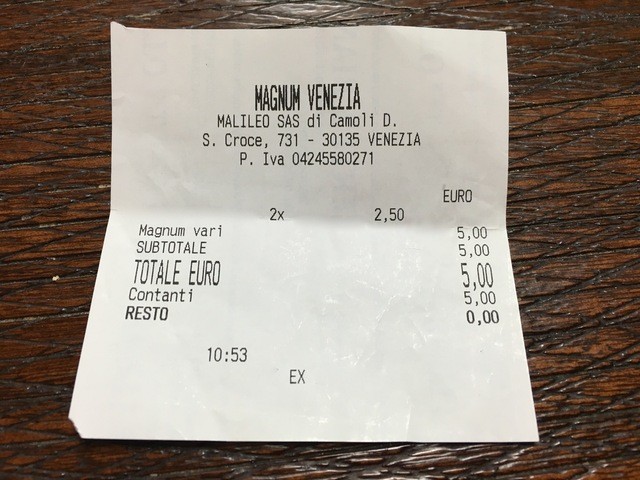 MAGNUM VENEZIA
MALILEO SAS di Camoli D.
S. Croce, 731 - 30135 VENEZIA
P. Iva 04245580271
EURO
2x 2,50
Magnum vari 5,00
SUBTOTALE 5,00
TOTALE EURO 5,00
Contanti 5,00
RESTO 0,00
10:53
EX